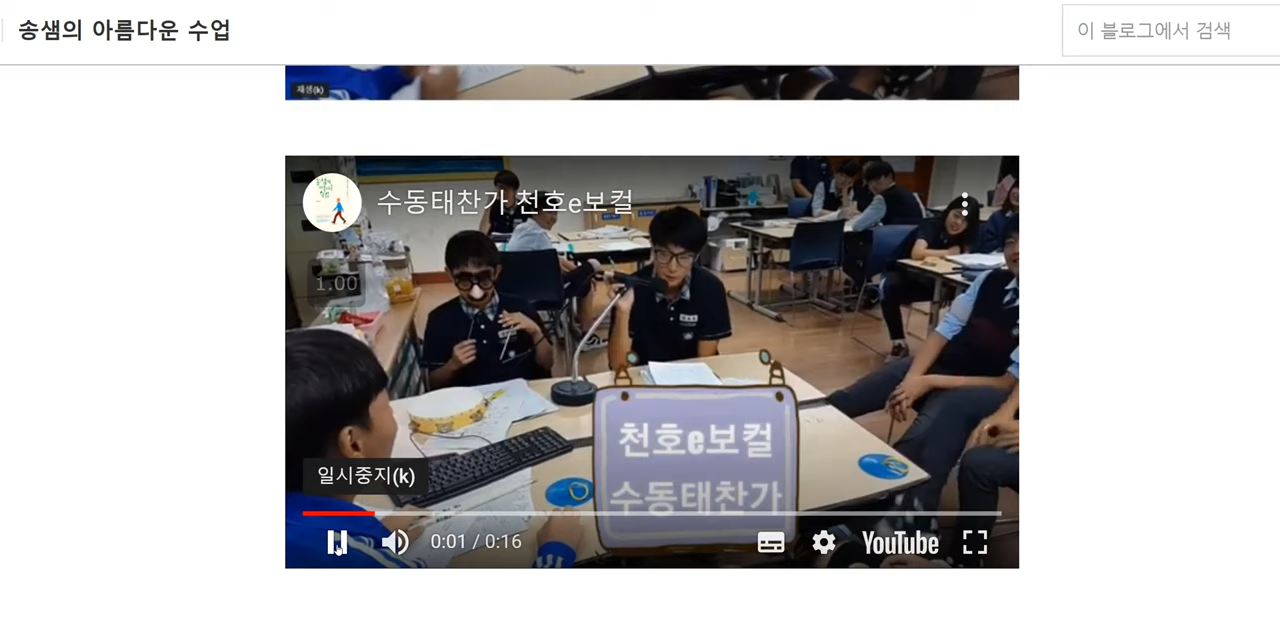 송샘의 아름다운 수업
이 블로그에서 검색
재생(k)
수동태찬가 천호e보컬
1.00
천호e보컬
수동태찬가
일시중지(k)
0:01 / 0:16
YouTube